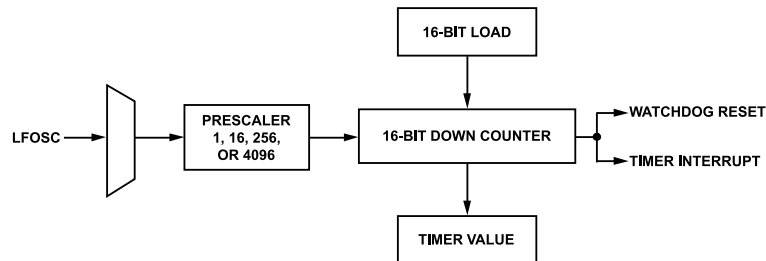 16-BIT LOAD
LFOSC
PRESCALER
1, 16, 256,
OR 4096
16-BIT DOWN COUNTER
WATCHDOG RESET
TIMER INTERRUPT
TIMER VALUE